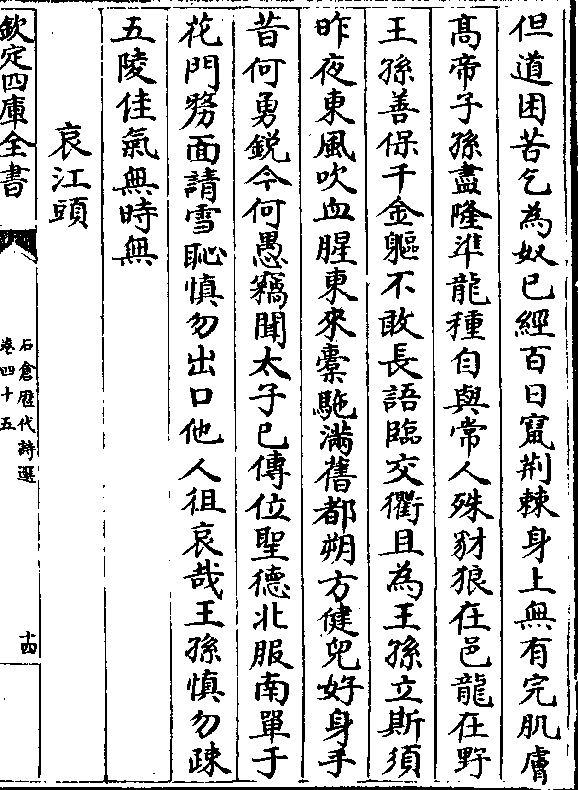 但道困苦乞為奴已經百日竄荆棘身上無有完肌膚
高帝子孫盡隆準龍種自與常人殊豺狼在邑龍在野
王孫善保千金軀不敢長語臨交衢且為王孫立斯須
昨夜東風吹血腥東來橐駞滿舊都朔方健兒好身手
昔何勇鋭今何愚竊聞太子已傳位聖德北服南單于
花門剺面請雪恥慎勿出口他人狙哀哉王孫慎勿疎
五陵佳氣無時無
哀江頭
欽定四庫全書
石倉歴代詩選
卷四十五
十四